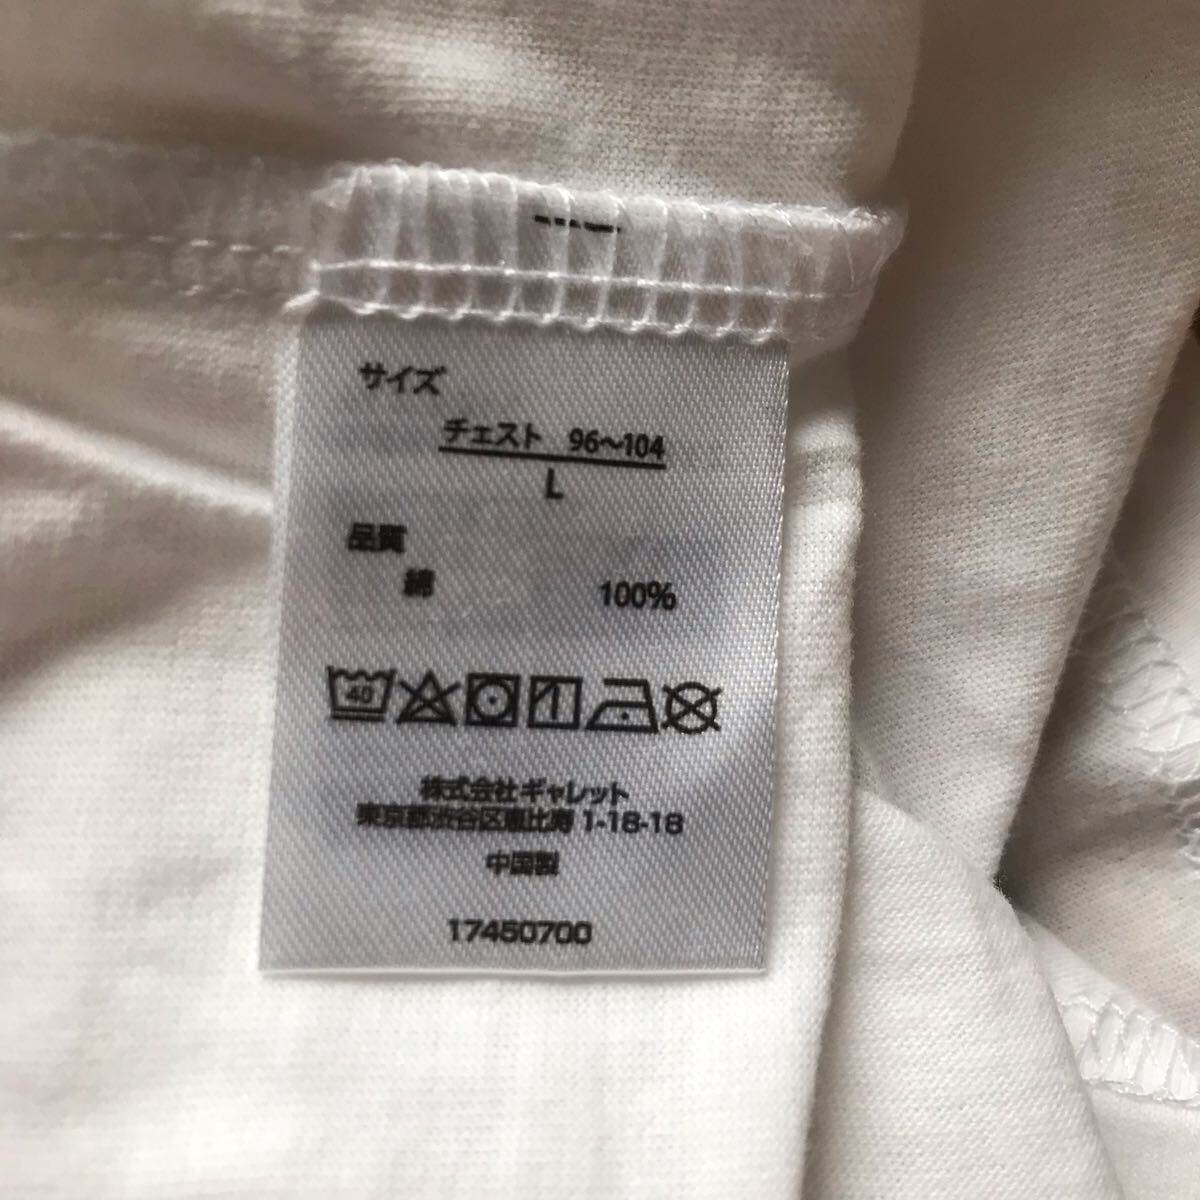 サイズ
チェスト 96〜104
L
品質
綿 100%
40
株式会社ギャレット
東京都渋谷区恵比寿 1-18-18
中国製
17450700